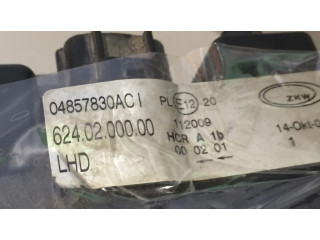 04857830AC I
624.02.000.00
LHD
PL E12 20
112009
HCR A 1b
00 02 01
ZKW
14-Okt-0
1